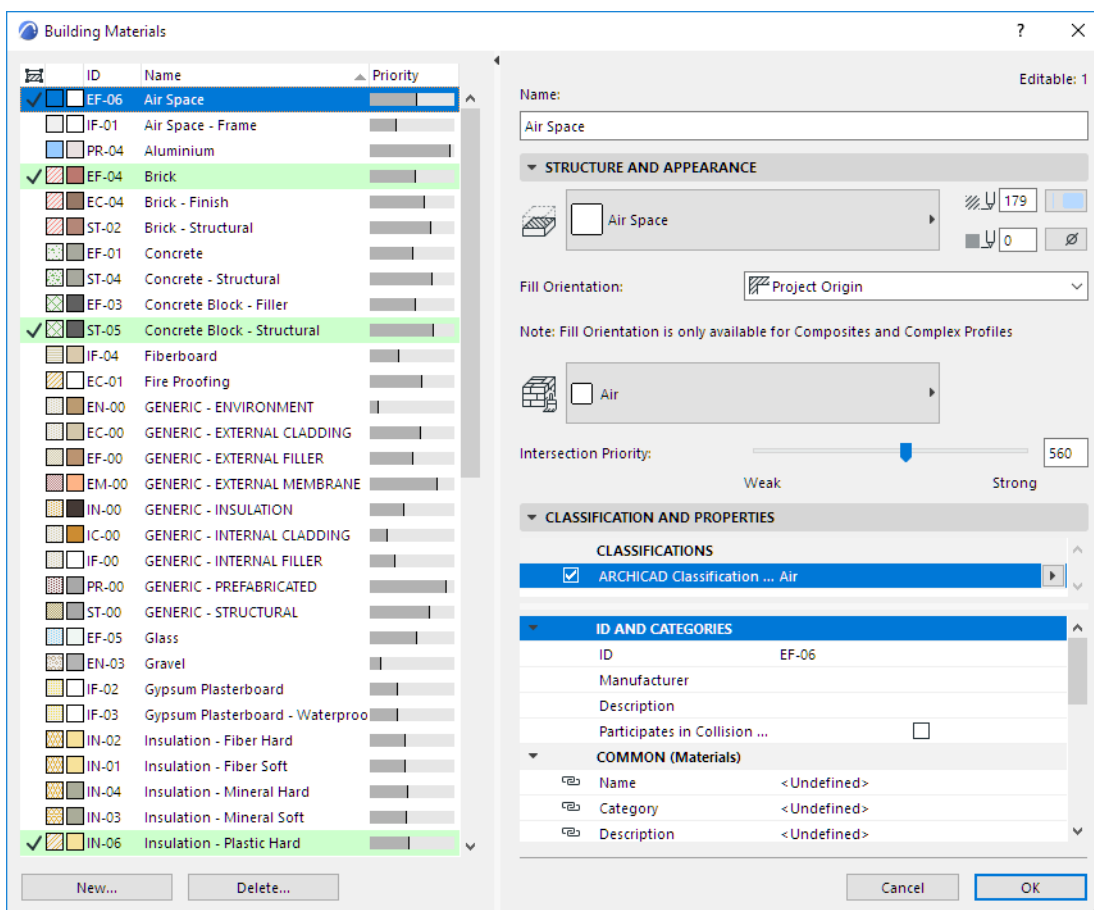 Building Materials ? ×
ID Name Priority
EF-06 Air Space
IF-01 Air Space - Frame
PR-04 Aluminium
EF-04 Brick
EC-04 Brick - Finish
ST-02 Brick - Structural
EF-01 Concrete
ST-04 Concrete - Structural
EF-03 Concrete Block - Filler
ST-05 Concrete Block - Structural
IF-04 Fiberboard
EC-01 Fire Proofing
EN-00 GENERIC - ENVIRONMENT
EC-00 GENERIC - EXTERNAL CLADDING
EF-00 GENERIC - EXTERNAL FILLER
EM-00 GENERIC - EXTERNAL MEMBRANE
IN-00 GENERIC - INSULATION
IC-00 GENERIC - INTERNAL CLADDING
IF-00 GENERIC - INTERNAL FILLER
PR-00 GENERIC - PREFABRICATED
ST-00 GENERIC - STRUCTURAL
EF-05 Glass
EN-03 Gravel
IF-02 Gypsum Plasterboard
IF-03 Gypsum Plasterboard - Waterproo
IN-02 Insulation - Fiber Hard
IN-01 Insulation - Fiber Soft
IN-04 Insulation - Mineral Hard
IN-03 Insulation - Mineral Soft
IN-06 Insulation - Plastic Hard
New... Delete...
Editable: 1
Name:
Air Space
STRUCTURE AND APPEARANCE
Air Space
179
0
Fill Orientation: Project Origin
Note: Fill Orientation is only available for Composites and Complex Profiles
Air
Intersection Priority: 560
Weak Strong
CLASSIFICATION AND PROPERTIES
CLASSIFICATIONS
ARCHICAD Classification ... Air
ID AND CATEGORIES
ID EF-06
Manufacturer
Description
Participates in Collision ...
COMMON (Materials)
Name <Undefined>
Category <Undefined>
Description <Undefined>
Cancel OK